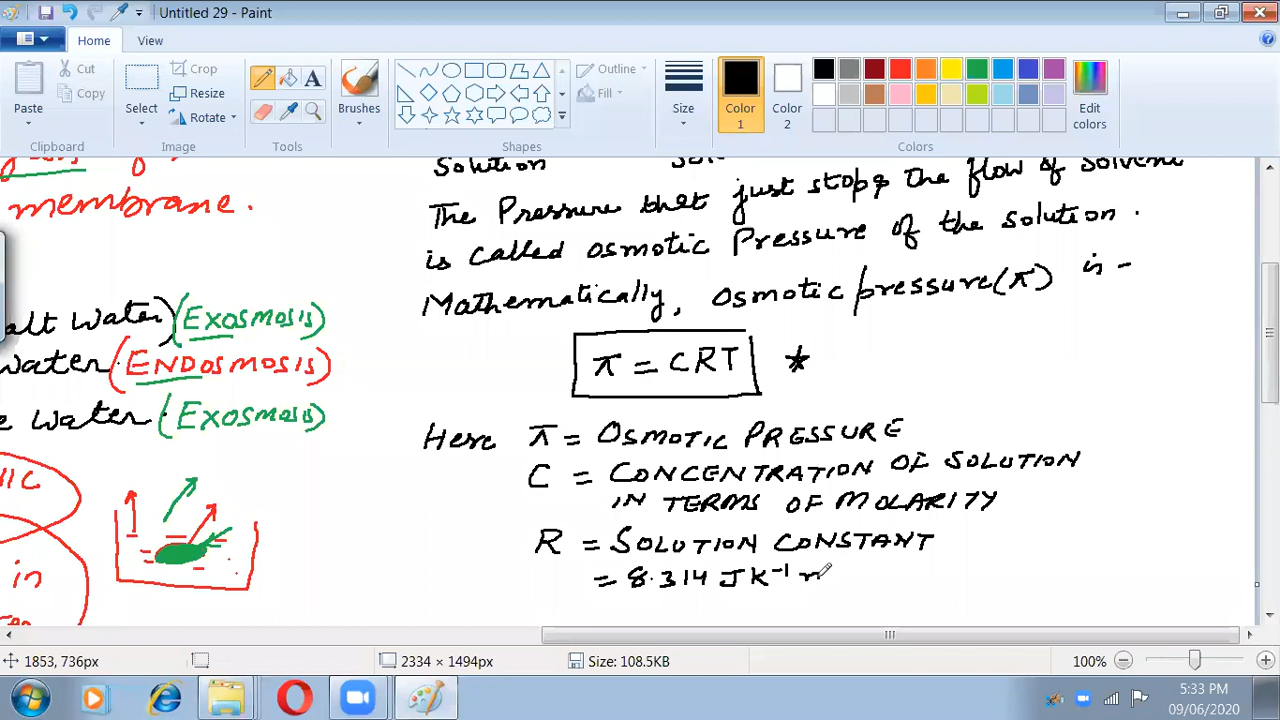 Untitled 29 - Paint
Home View
Paste
Cut
Copy
Select
Crop
Resize
Rotate
Brushes
Outline
Fill
Size
Color 1
Color 2
Edit colors
Clipboard Image Tools Shapes Colors
membrane.
alt Water) (Exosmosis)
Water. (ENDOSMOSIS)
e Water. (Exosmosis)
in
Solution
The Pressure that just stops the flow of solvent
is called osmotic Pressure of the solution.
Mathematically, Osmotic pressure (π) is -
π = CRT *
Here π = OSMOTIC PRESSURE
C = CONCENTRATION OF SOLUTION
IN TERMS OF MOLARITY
R = SOLUTION CONSTANT
= 8.314 J K⁻¹ m
1853, 736px
2334 × 1494px
Size: 108.5KB
100%
5:33 PM
09/06/2020